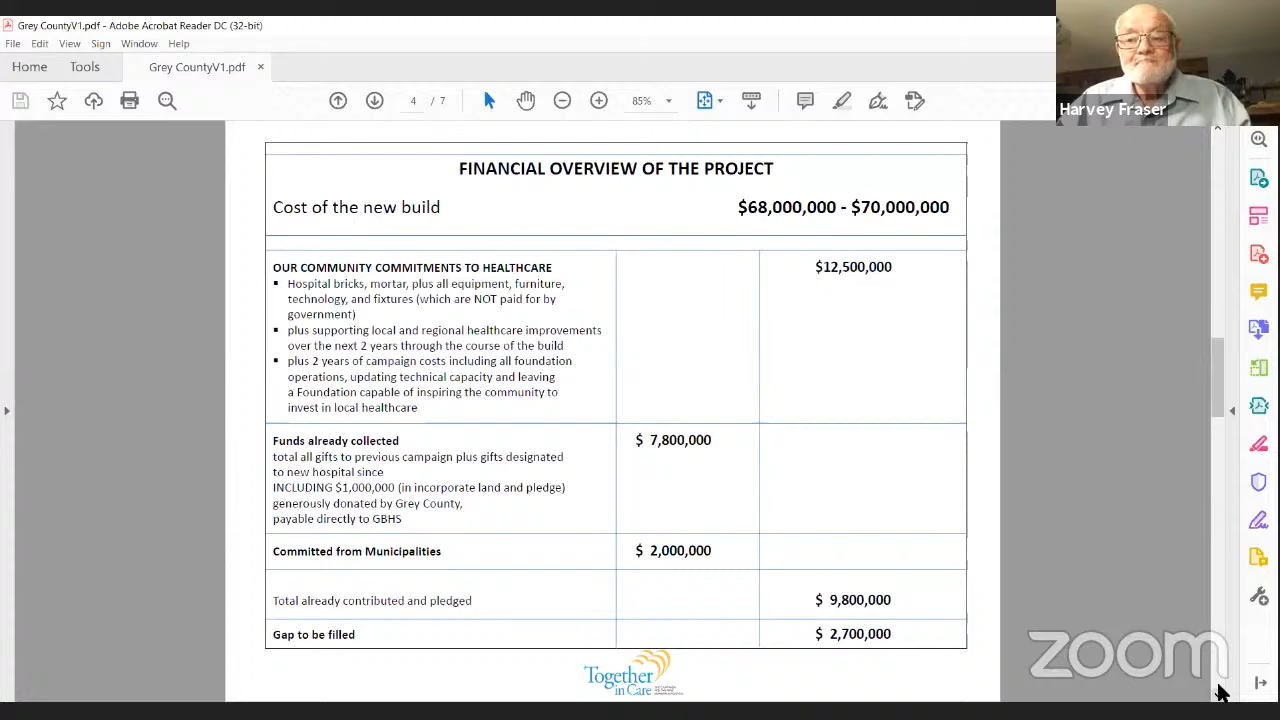 Grey CountyV1.pdf - Adobe Acrobat Reader DC (32-bit)
File Edit View Sign Window Help
Home Tools Grey CountyV1.pdf ×
4 / 7 85%
Harvey Fraser
FINANCIAL OVERVIEW OF THE PROJECT
Cost of the new build $68,000,000 - $70,000,000
OUR COMMUNITY COMMITMENTS TO HEALTHCARE $12,500,000
▪ Hospital bricks, mortar, plus all equipment, furniture,
technology, and fixtures (which are NOT paid for by
government)
▪ plus supporting local and regional healthcare improvements
over the next 2 years through the course of the build
▪ plus 2 years of campaign costs including all foundation
operations, updating technical capacity and leaving
a Foundation capable of inspiring the community to
invest in local healthcare
Funds already collected $ 7,800,000
total all gifts to previous campaign plus gifts designated
to new hospital since
INCLUDING $1,000,000 (in incorporate land and pledge)
generously donated by Grey County,
payable directly to GBHS
Committed from Municipalities $ 2,000,000
Total already contributed and pledged $ 9,800,000
Gap to be filled $ 2,700,000
Together
in Care
zoom